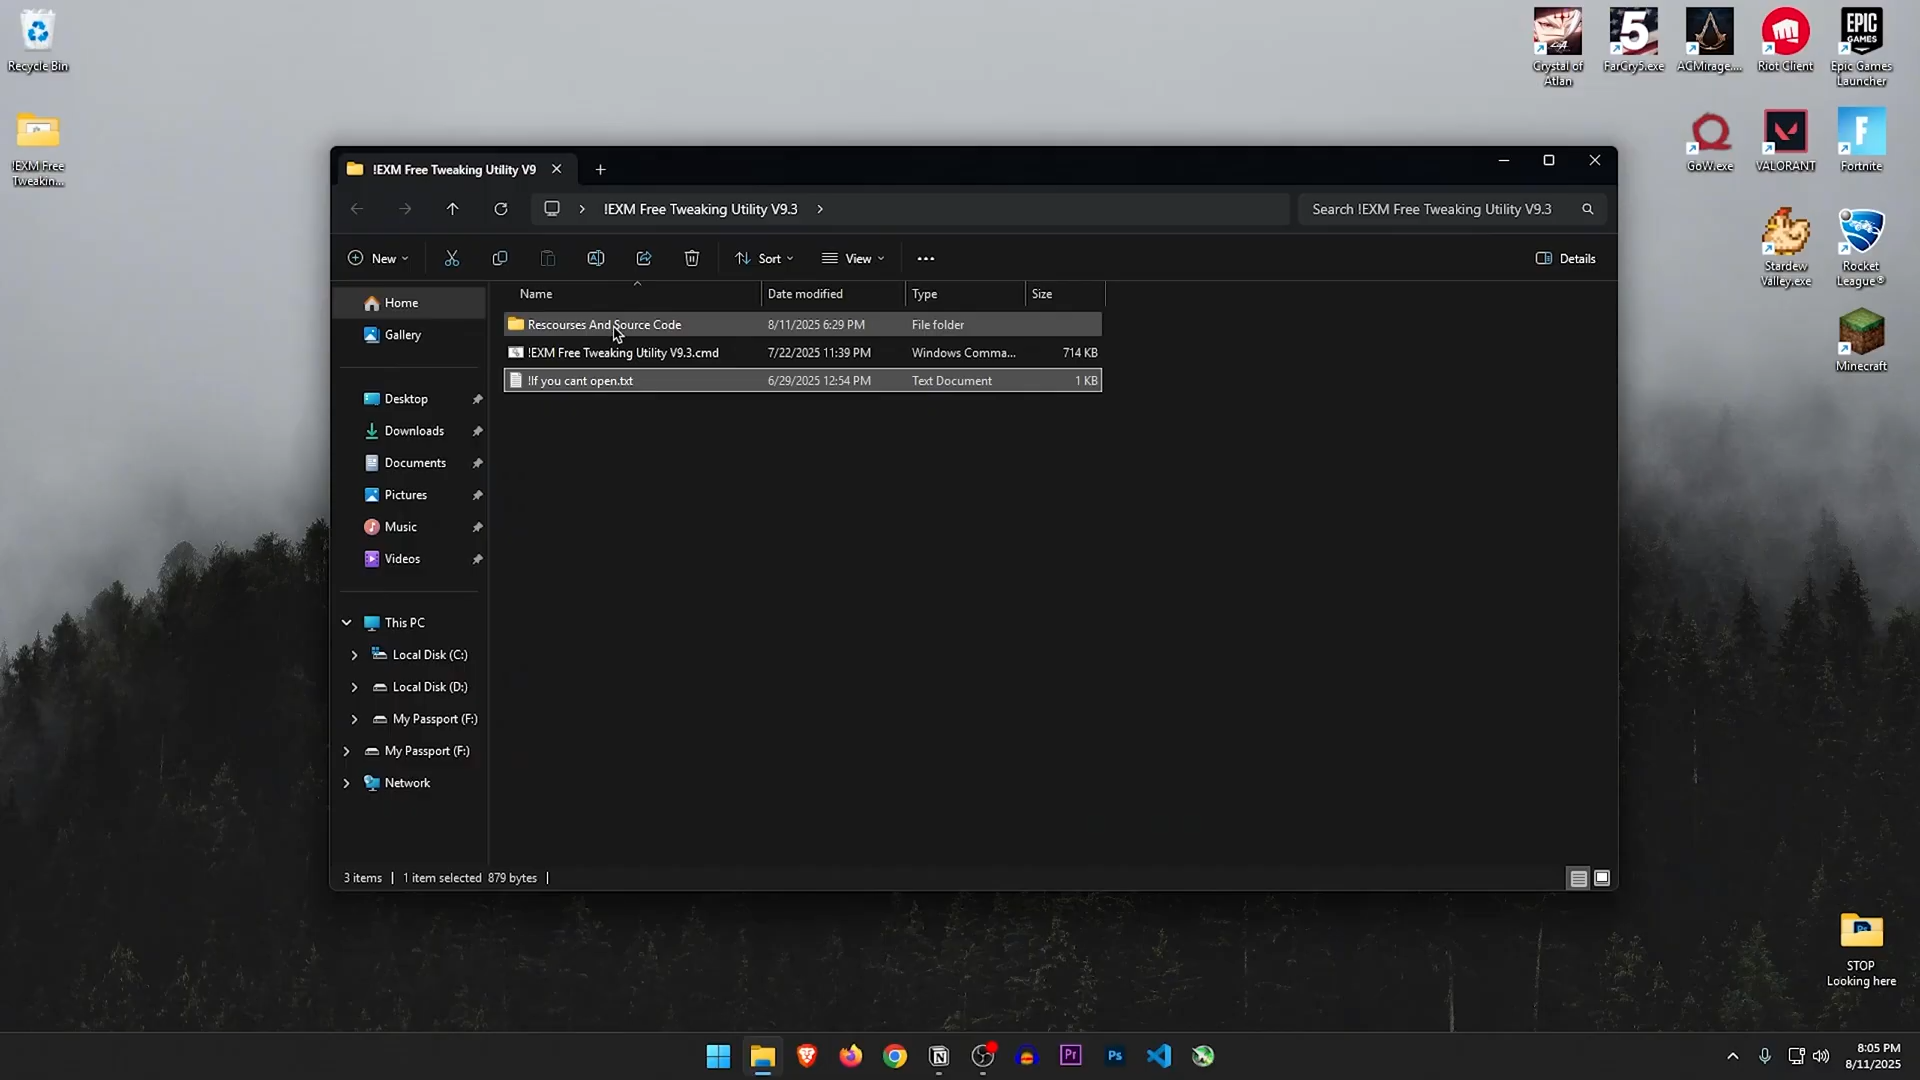 Recycle Bin
!EXM Free
Tweakin...
Crystal of
Atlan
FarCry5.exe
ACMirage....
Riot Client
EPIC
GAMES
Epic Games
Launcher
GoW.exe
VALORANT
Fortnite
Stardew
Valley.exe
Rocket
League®
Minecraft
STOP
Looking here
!EXM Free Tweaking Utility V9
!EXM Free Tweaking Utility V9.3
Search !EXM Free Tweaking Utility V9.3
New
Sort
View
Details
Name Date modified Type Size
Rescourses And Source Code 8/11/2025 6:29 PM File folder
!EXM Free Tweaking Utility V9.3.cmd 7/22/2025 11:39 PM Windows Comma... 714 KB
!If you cant open.txt 6/29/2025 12:54 PM Text Document 1 KB
Home
Gallery
Desktop
Downloads
Documents
Pictures
Music
Videos
This PC
Local Disk (C:)
Local Disk (D:)
My Passport (F:)
My Passport (F:)
Network
3 items 1 item selected 879 bytes
Pr
Ps
8:05 PM
8/11/2025